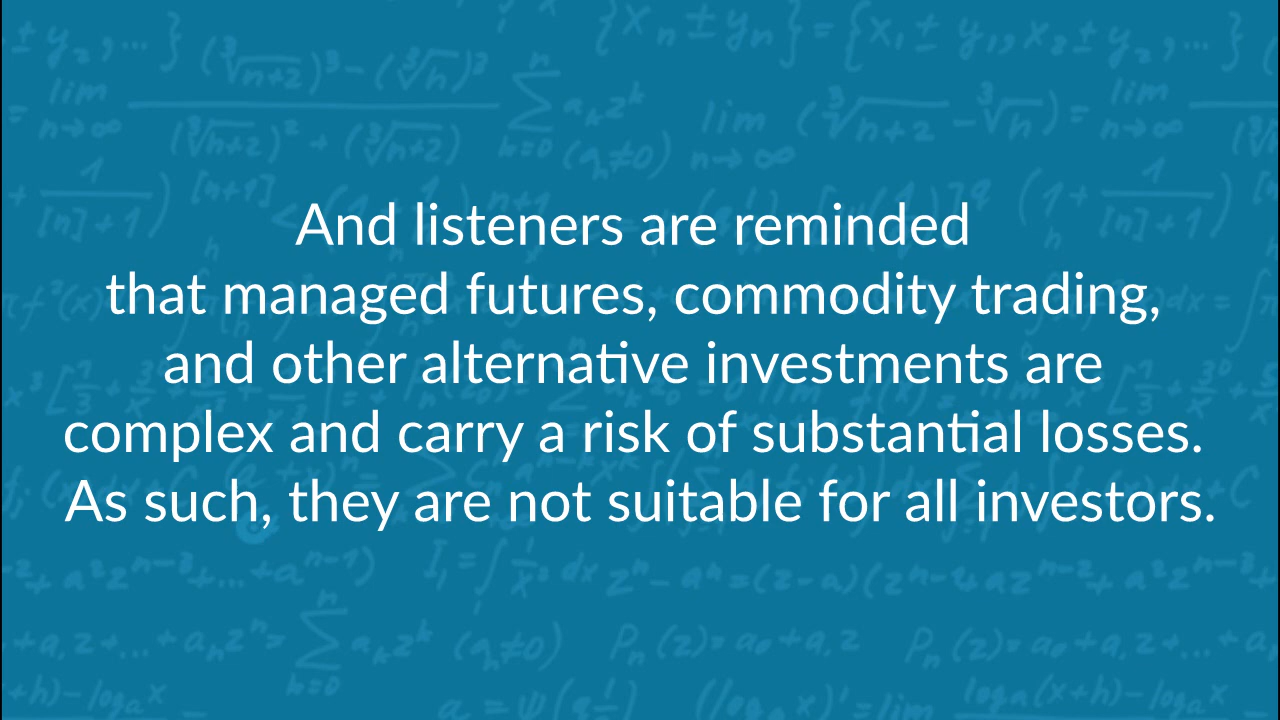 And listeners are reminded
that managed futures, commodity trading,
and other alternative investments are
complex and carry a risk of substantial losses.
As such, they are not suitable for all investors.